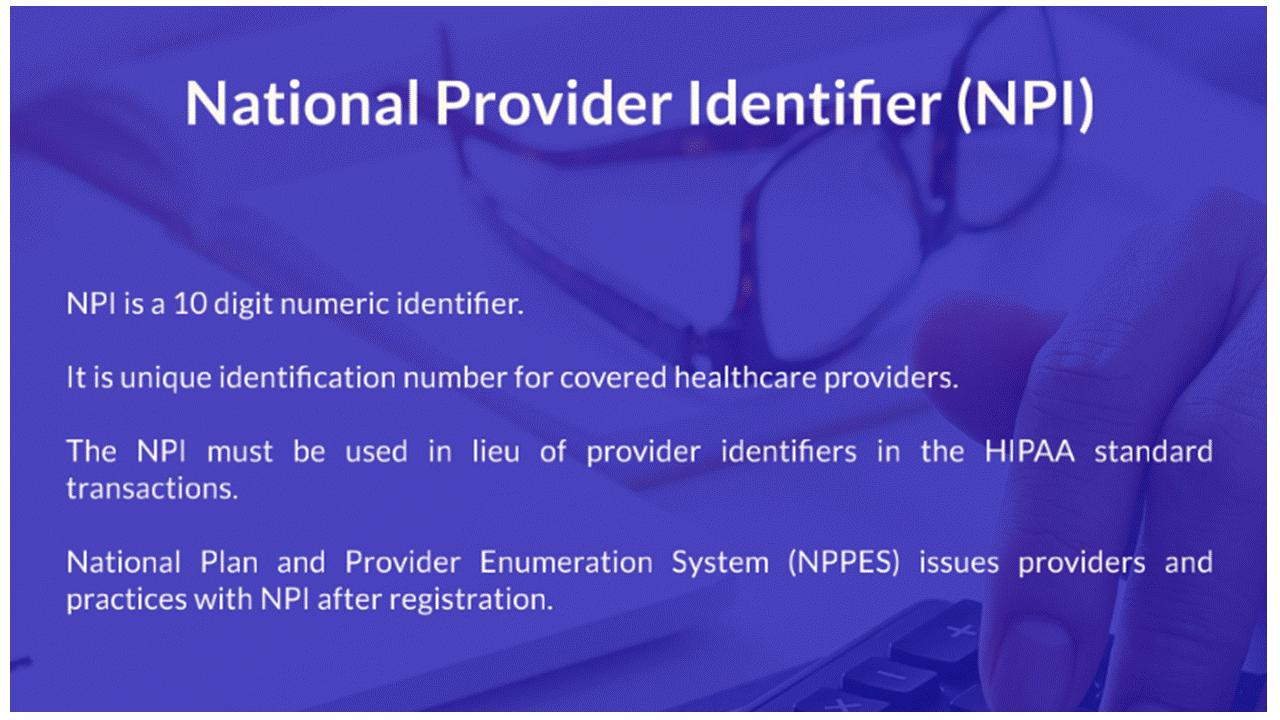 National Provider Identifier (NPI)
NPI is a 10 digit numeric identifier.
It is unique identification number for covered healthcare providers.
The NPI must be used in lieu of provider identifiers in the HIPAA standard
transactions.
National Plan and Provider Enumeration System (NPPES) issues providers and
practices with NPI after registration.